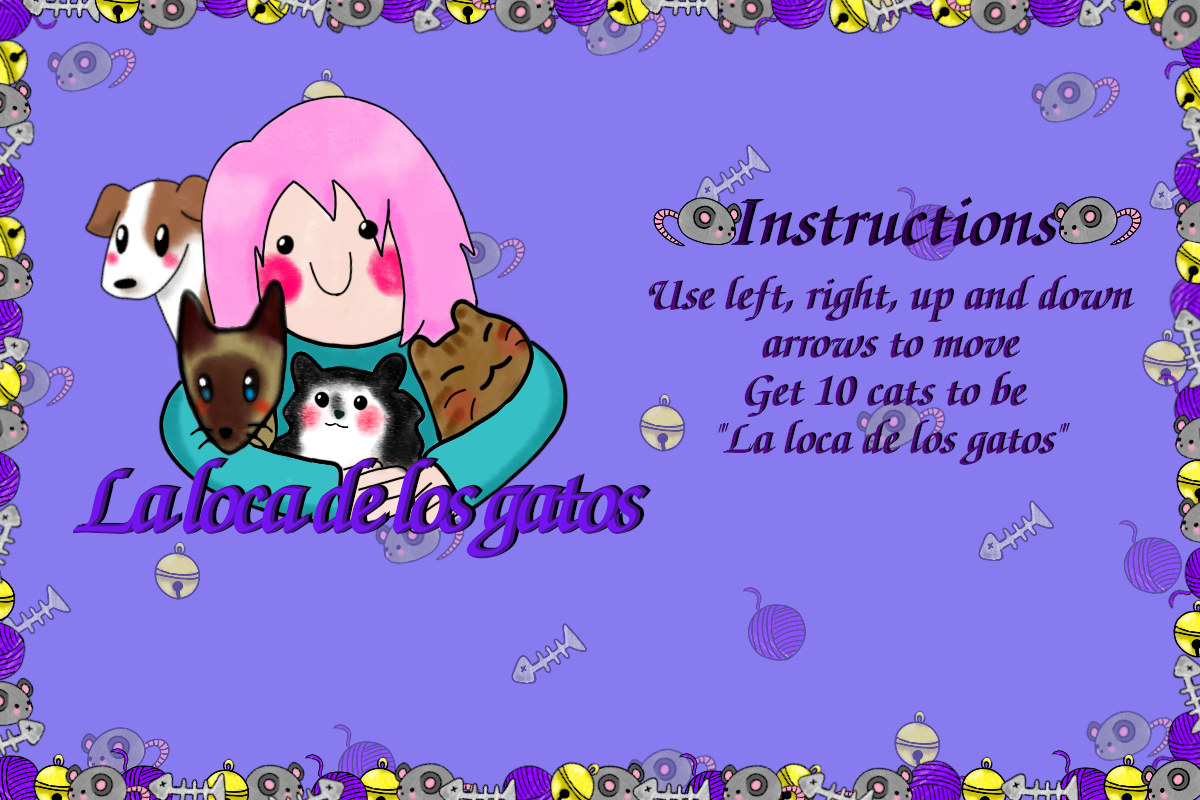 La loca de los gatos
Instructions
Use left, right, up and down
arrows to move
Get 10 cats to be
"La loca de los gatos"